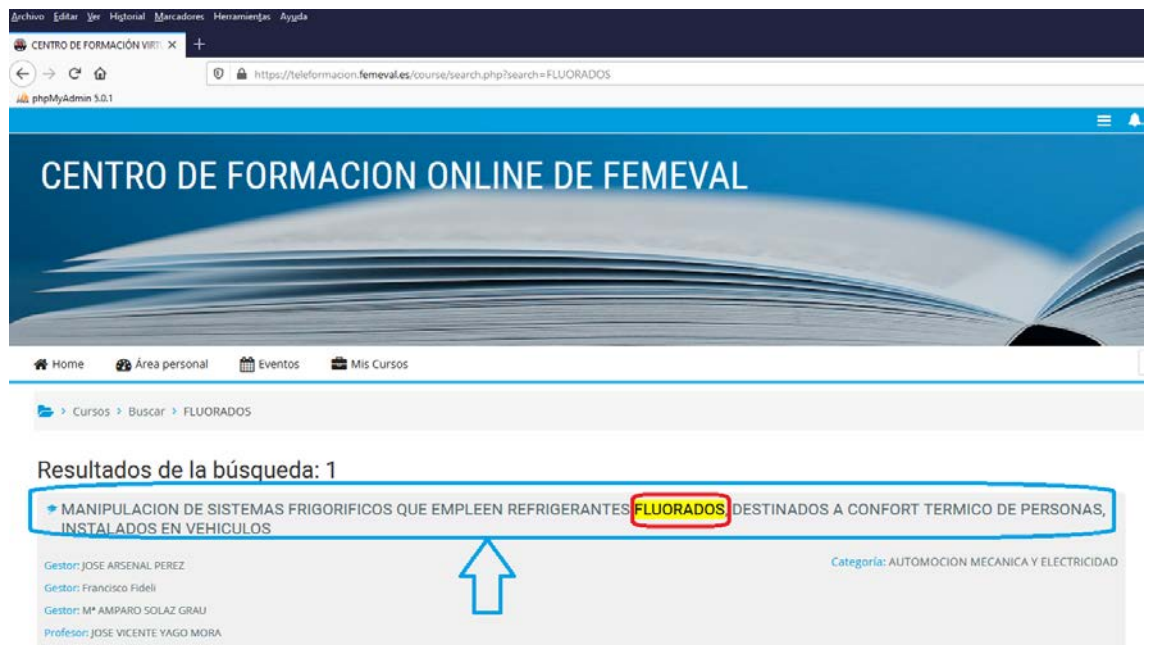 Archivo Editar Ver Historial Marcadores Herramientas Ayuda
CENTRO DE FORMACIÓN VIRTU
https://teleformacion.femeval.es/course/search.php?search=FLUORADOS
phpMyAdmin 5.0.1
CENTRO DE FORMACION ONLINE DE FEMEVAL
Home Área personal Eventos Mis Cursos
> Cursos > Buscar > FLUORADOS
Resultados de la búsqueda: 1
MANIPULACION DE SISTEMAS FRIGORIFICOS QUE EMPLEEN REFRIGERANTES FLUORADOS, DESTINADOS A CONFORT TERMICO DE PERSONAS,
INSTALADOS EN VEHICULOS
Gestor: JOSE ARSENAL PEREZ Categoría: AUTOMOCION MECANICA Y ELECTRICIDAD
Gestor: Francisco Fideli
Gestor: Mª AMPARO SOLAZ GRAU
Profesor: JOSE VICENTE YAGO MORA